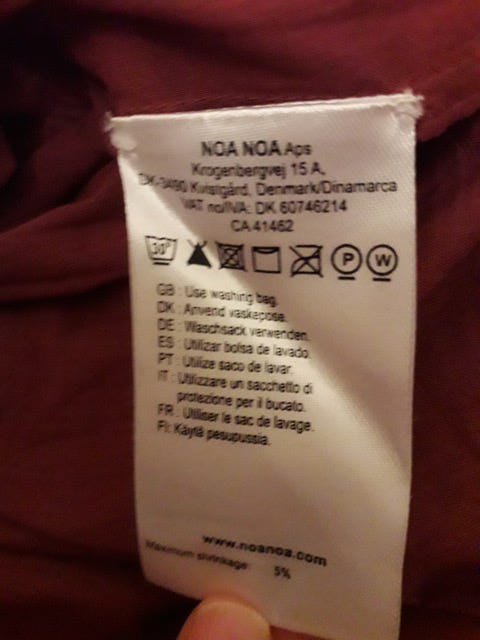 NOA NOA Aps
Krogenbergvej 15 A,
DK-3490 Kvistgård, Denmark/Dinamarca
VAT no/IVA: DK 60746214
CA 41462
30°
P W
GB : Use washing bag.
DK : Anvend vaskepose.
DE : Waschsack verwenden.
ES : Utilizar bolsa de lavado.
PT : Utilize saco de lavar.
IT : Utilizzare un sacchetto di
protezione per il bucato.
FR : Utiliser le sac de lavage.
FI: Käytä pesupussia.
www.noanoa.com
Maximum shrinkage: 5%